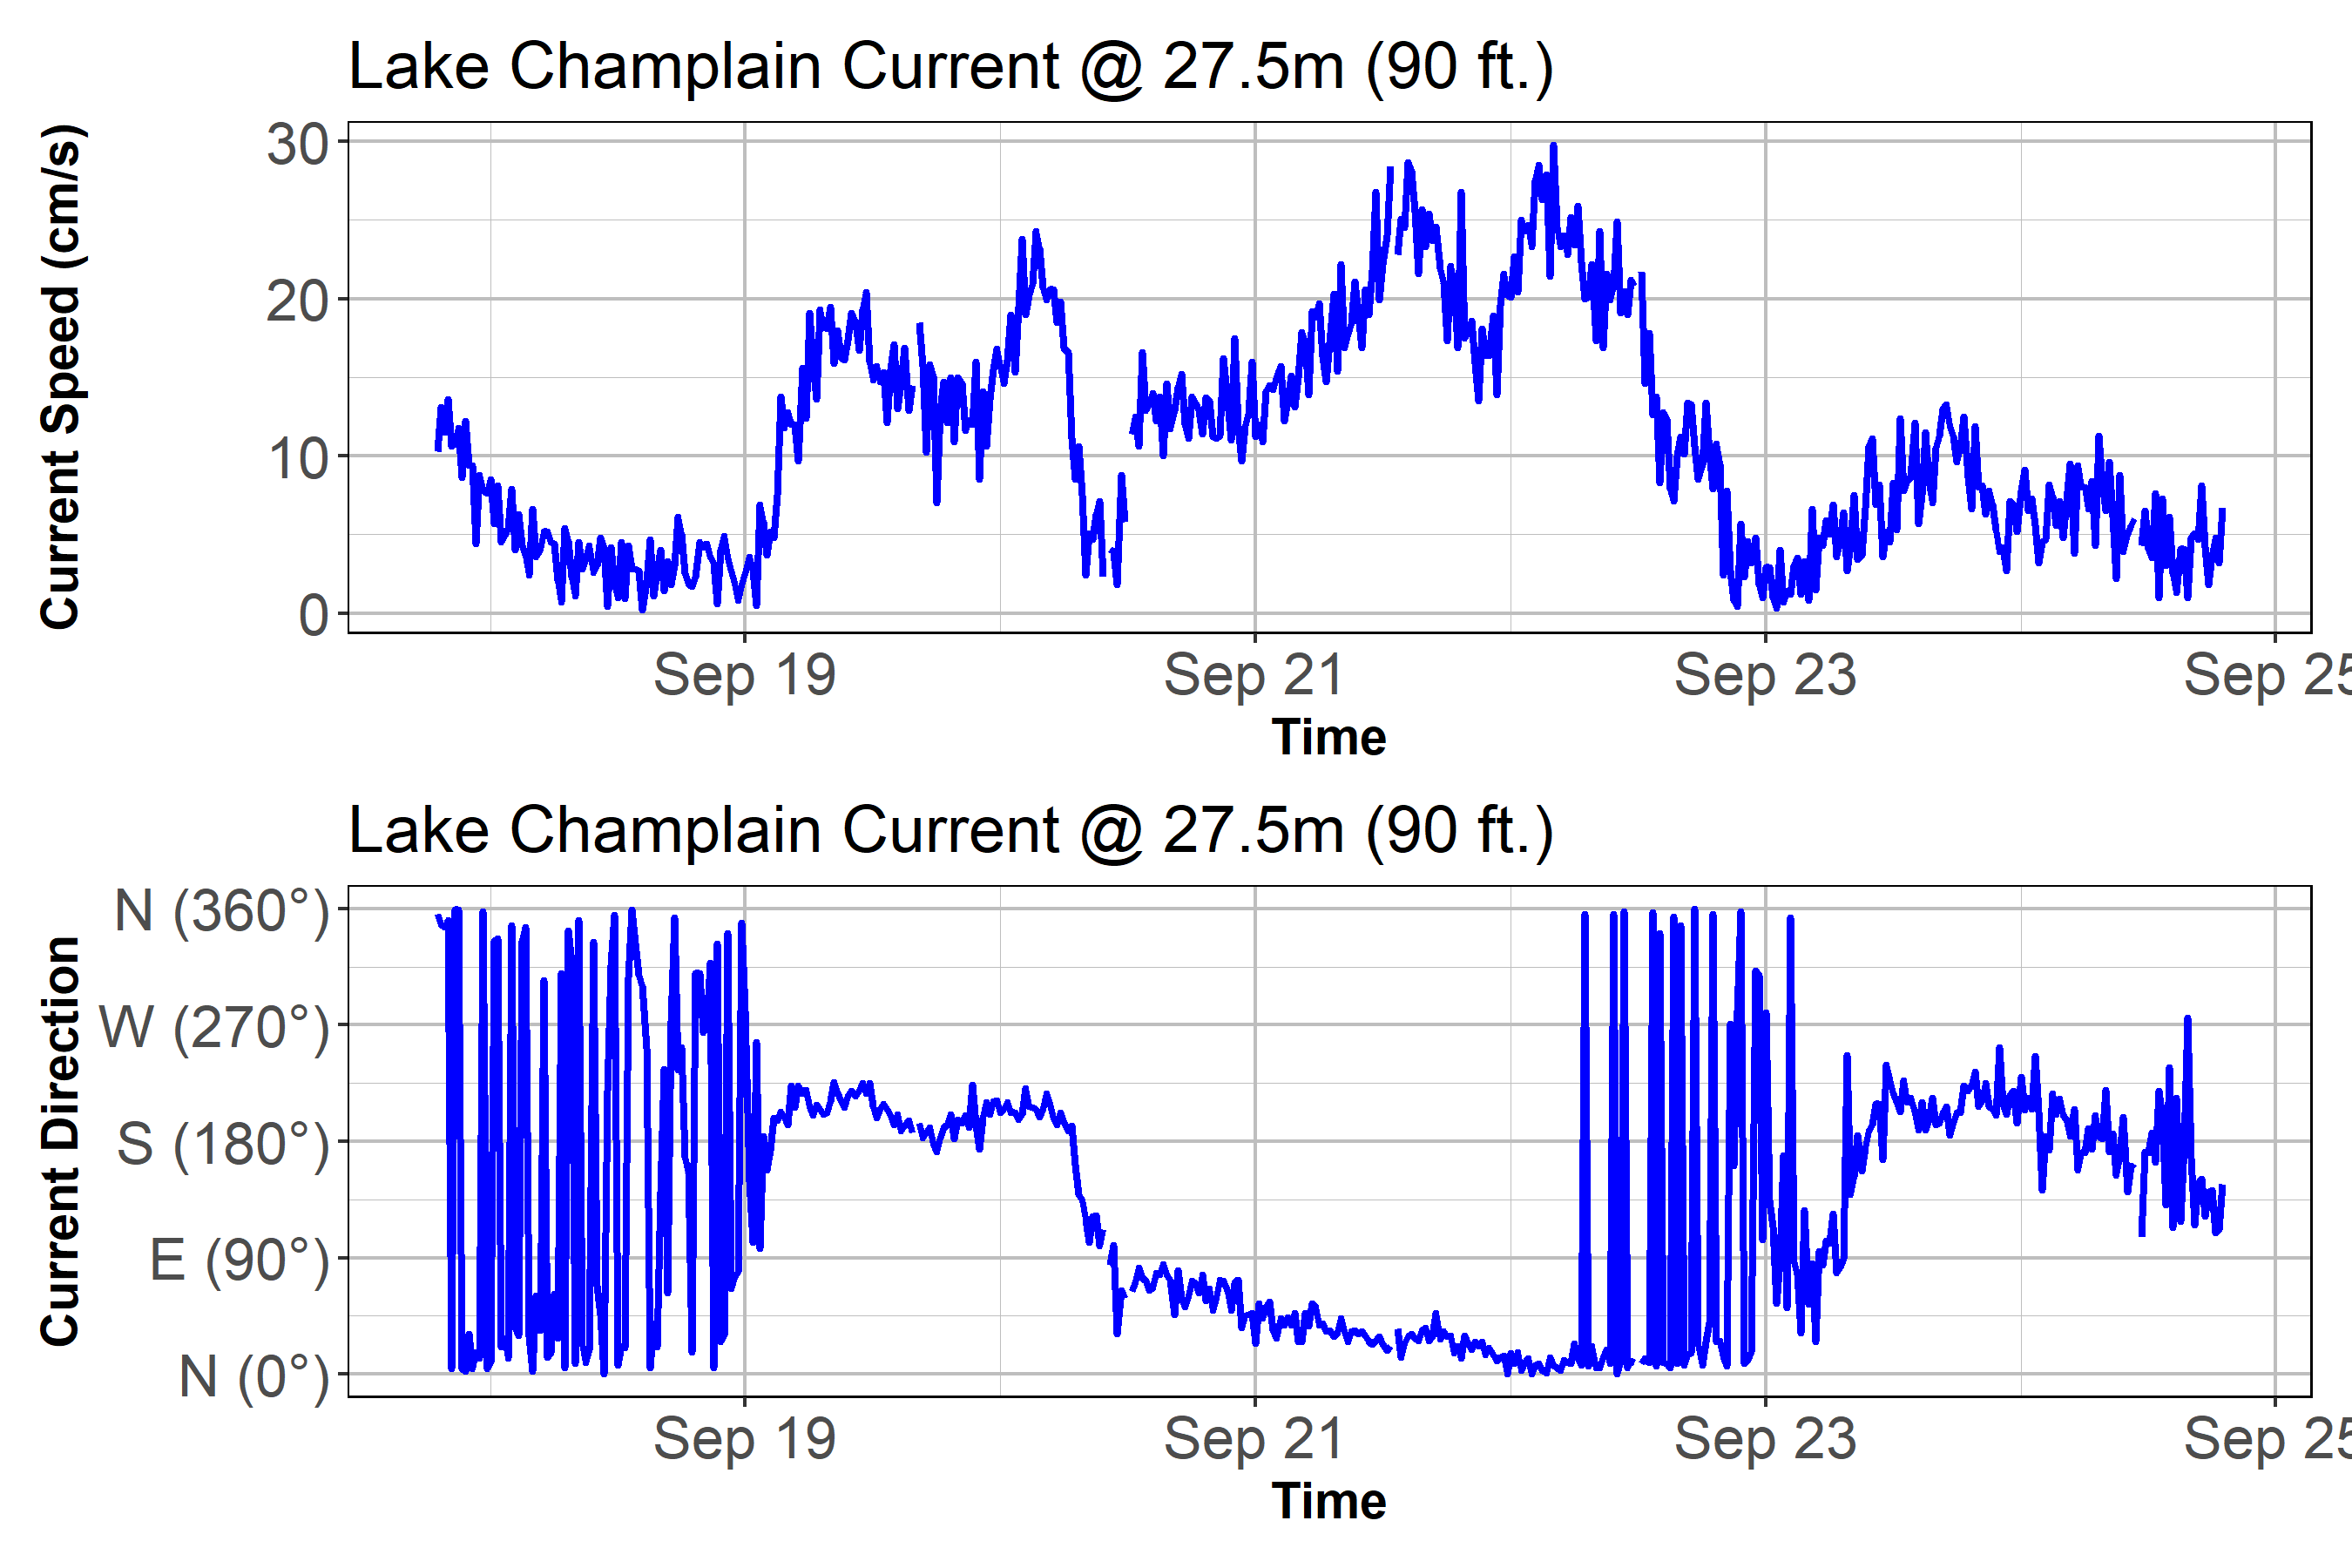 Lake Champlain Current @ 27.5m (90 ft.)
Current Speed (cm/s)
30
20
10
0
Sep 19 Sep 21 Sep 23 Sep 25
Time
Lake Champlain Current @ 27.5m (90 ft.)
Current Direction
N (360°)
W (270°)
S (180°)
E (90°)
N (0°)
Sep 19 Sep 21 Sep 23 Sep 25
Time